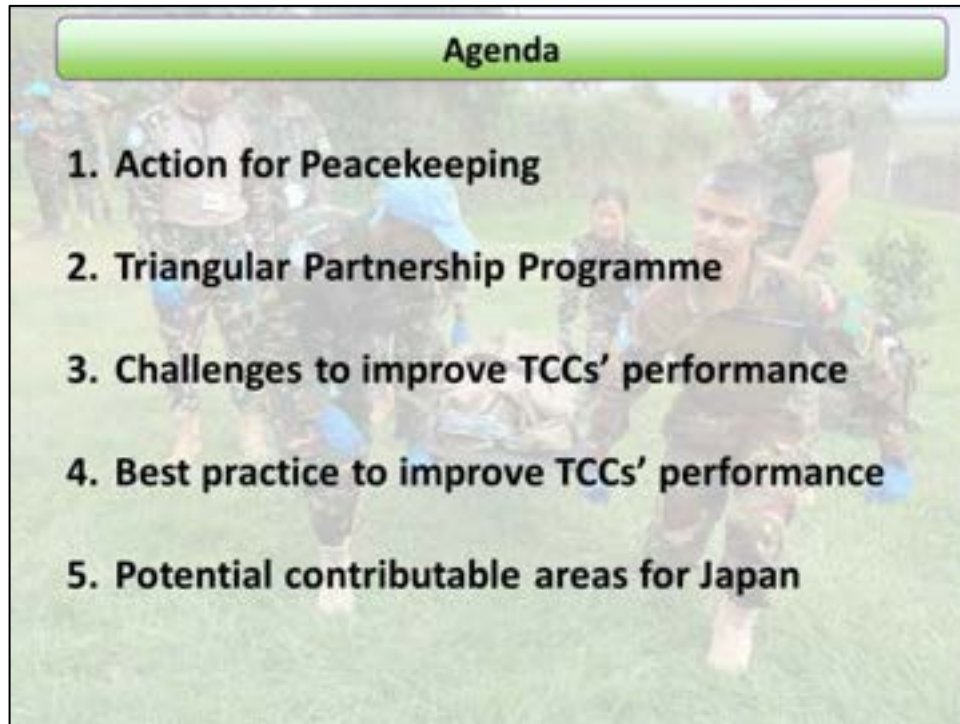 Agenda
1. Action for Peacekeeping
2. Triangular Partnership Programme
3. Challenges to improve TCCs’ performance
4. Best practice to improve TCCs’ performance
5. Potential contributable areas for Japan